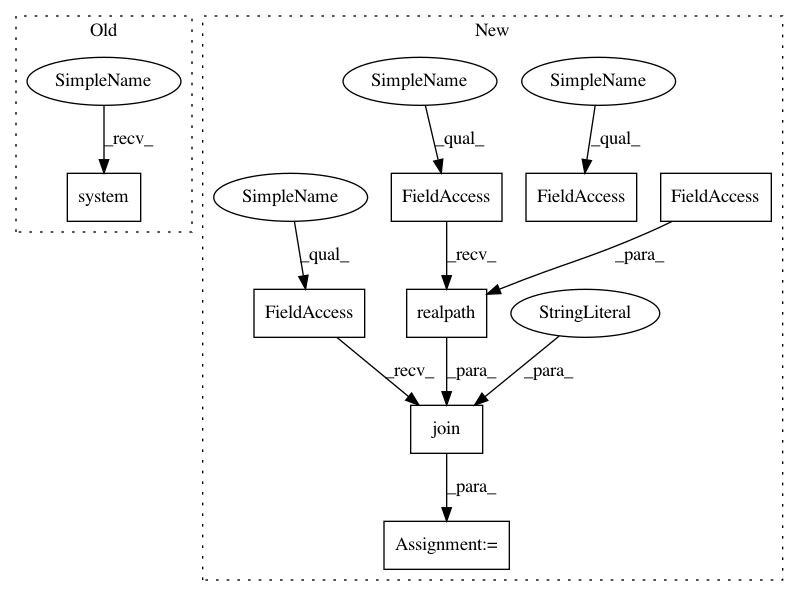 Old
New
SimpleName
SimpleName
SimpleName
_recv_
_qual_
_qual_
system
SimpleName
FieldAccess
FieldAccess
FieldAccess
_qual_
_recv_
_para_
FieldAccess
realpath
StringLiteral
_recv_
_para_
_para_
join
_para_
Assignment:=